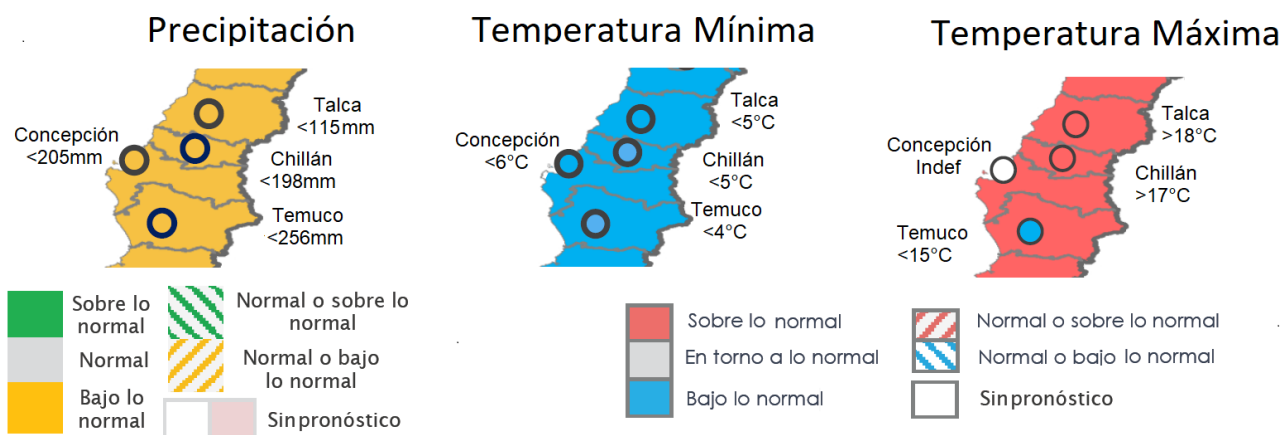 Precipitación
Talca
<115mm
Concepción
<205mm
Chillán
<198mm
Temuco
<256mm
Temperatura Mínima
Talca
<5°C
Concepción
<6°C
Chillán
<5°C
Temuco
<4°C
Temperatura Máxima
Talca
>18°C
Concepción
Indef
Chillán
>17°C
Temuco
<15°C
Sobre lo
normal
Normal
Bajo lo
normal
Normal o sobre lo
normal
Normal o bajo
lo normal
Sin pronóstico
Sobre lo normal
En torno a lo normal
Bajo lo normal
Normal o sobre lo normal
Normal o bajo lo normal
Sin pronóstico